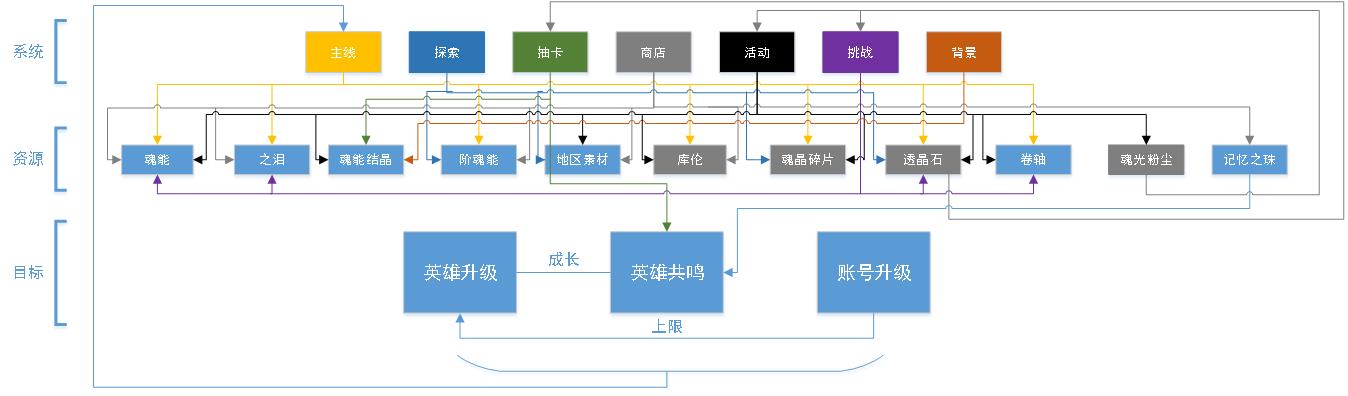 系统
主线
探索
抽卡
商店
活动
挑战
背景
资源
魂能
之泪
魂能结晶
阶魂能
地区素材
库伦
魂晶碎片
透晶石
卷轴
魂光粉尘
记忆之珠
目标
英雄升级
成长
英雄共鸣
账号升级
上限